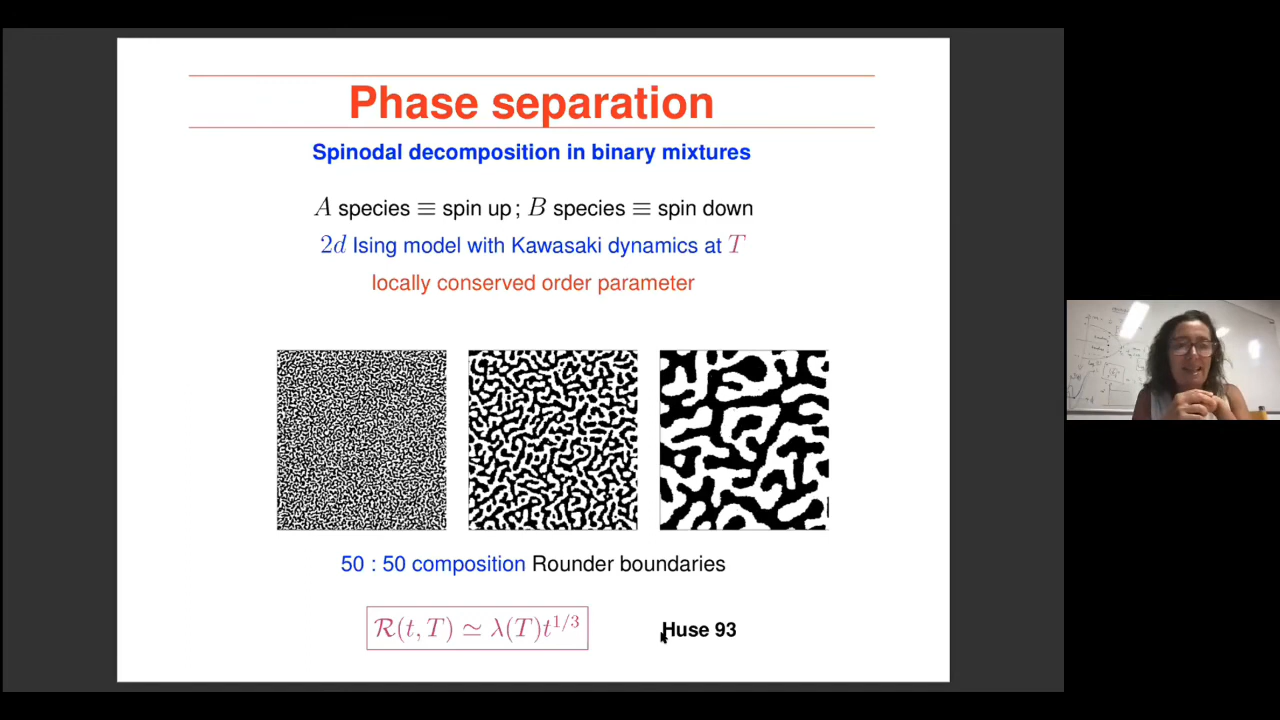 Phase separation
Spinodal decomposition in binary mixtures
A species ≡ spin up ; B species ≡ spin down
2d Ising model with Kawasaki dynamics at T
locally conserved order parameter
50 : 50 composition Rounder boundaries
R(t, T) ≃ λ(T)t^{1/3}
Huse 93